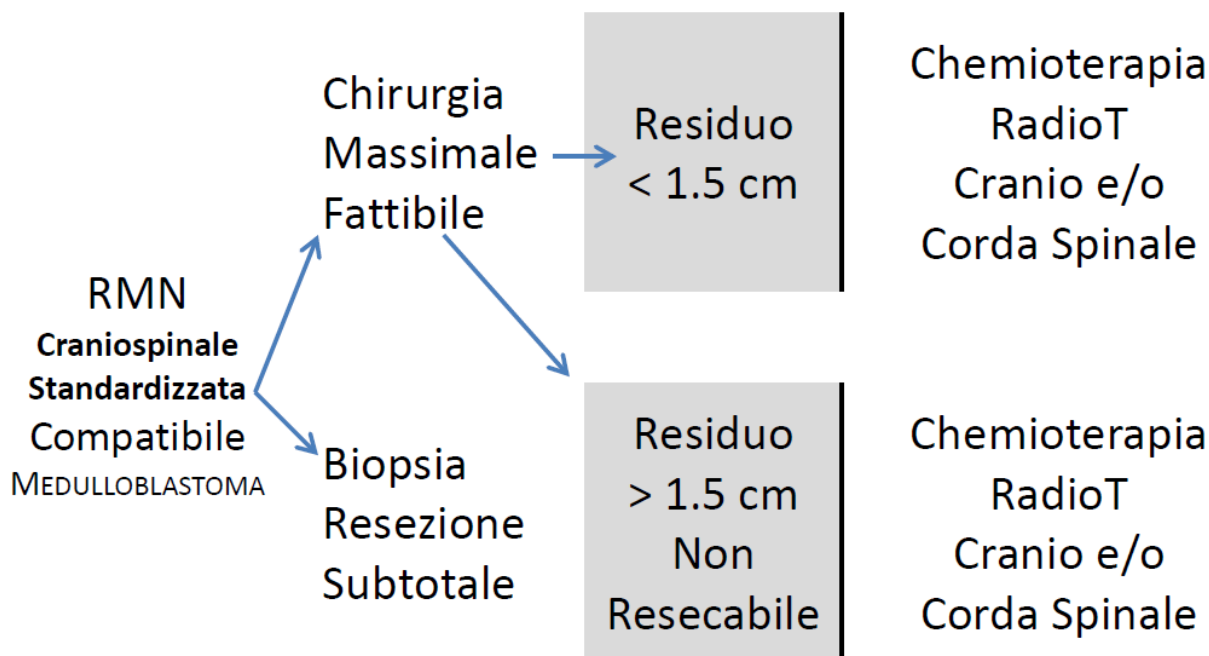 RMN
Craniospinale
Standardizzata
Compatibile
MEDULLOBLASTOMA
Chirurgia
Massimale
Fattibile
Biopsia
Resezione
Subtotale
Residuo
< 1.5 cm
Residuo
> 1.5 cm
Non
Resecabile
Chemioterapia
RadioT
Cranio e/o
Corda Spinale
Chemioterapia
RadioT
Cranio e/o
Corda Spinale